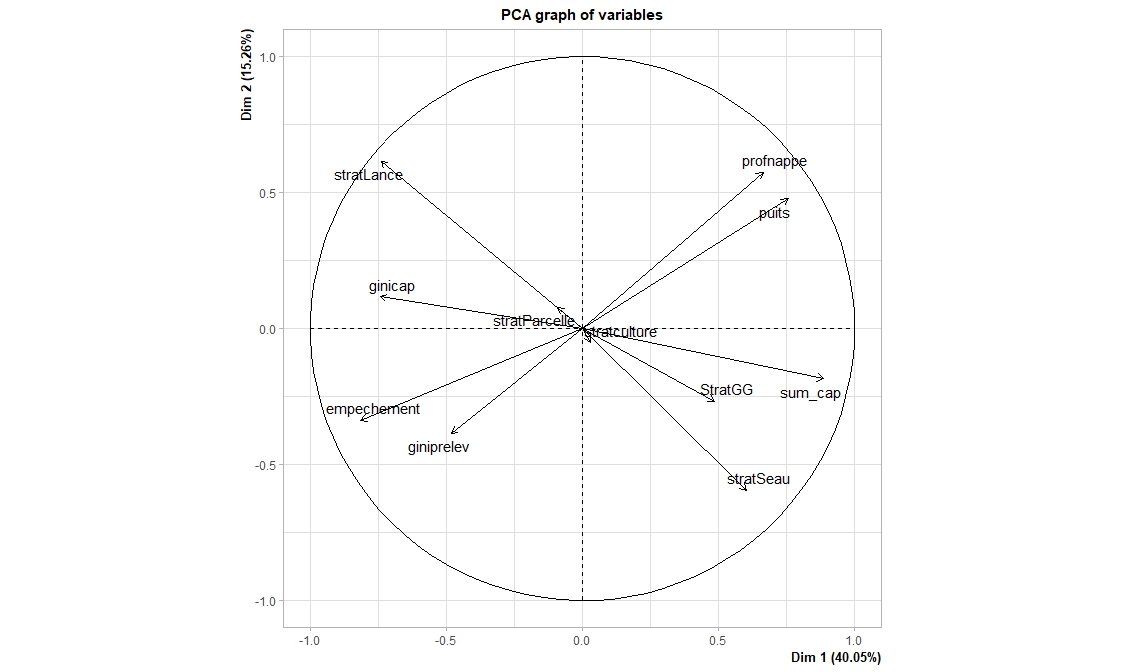 PCA graph of variables
Dim 2 (15.26%)
1.0
0.5
0.0
-0.5
-1.0
stratLance
profnappe
puits
ginicap
stratParcelle
stratculture
StratGG
sum_cap
empechement
giniprelev
stratSeau
-1.0
-0.5
0.0
0.5
1.0
Dim 1 (40.05%)